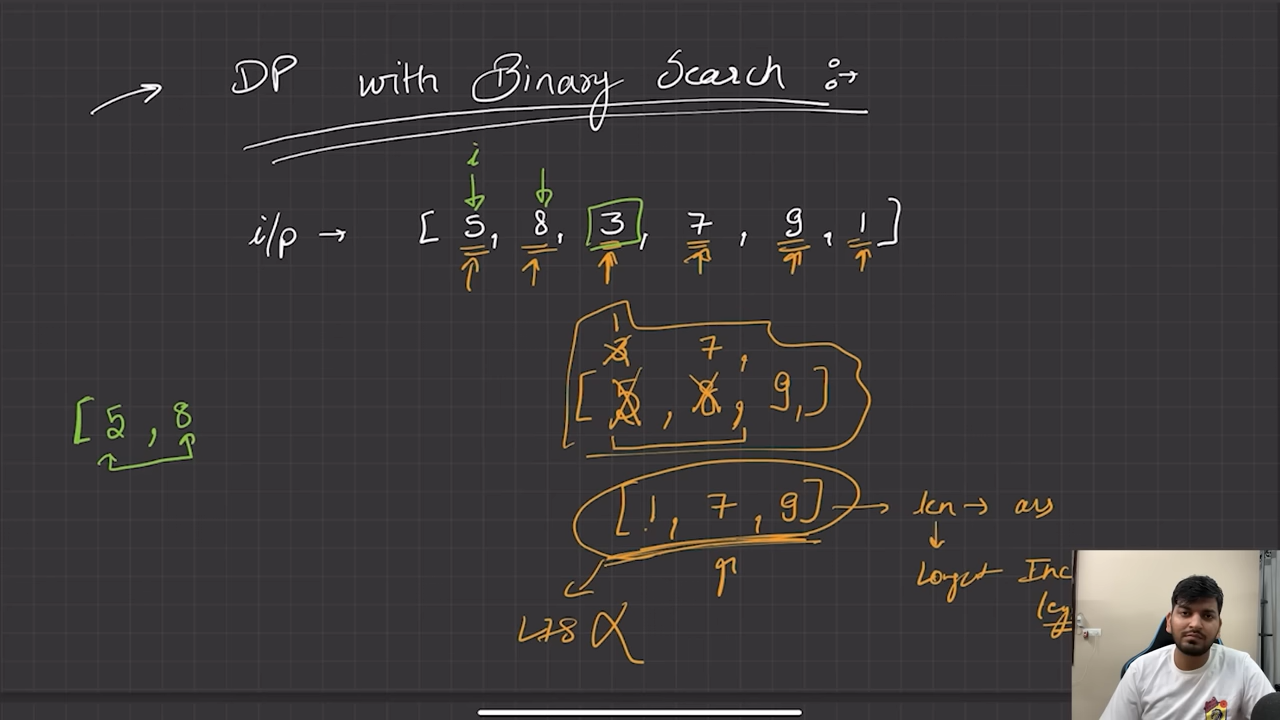 DP with Binary Search :→
i
i/p → [ 5, 8, 3, 7, 9, 1 ]
1
3 7,
[ 5, 8, 9, ]
[ 5, 8
[ 1, 7, 9 ] → len → ans
Longest Inc
LIS X